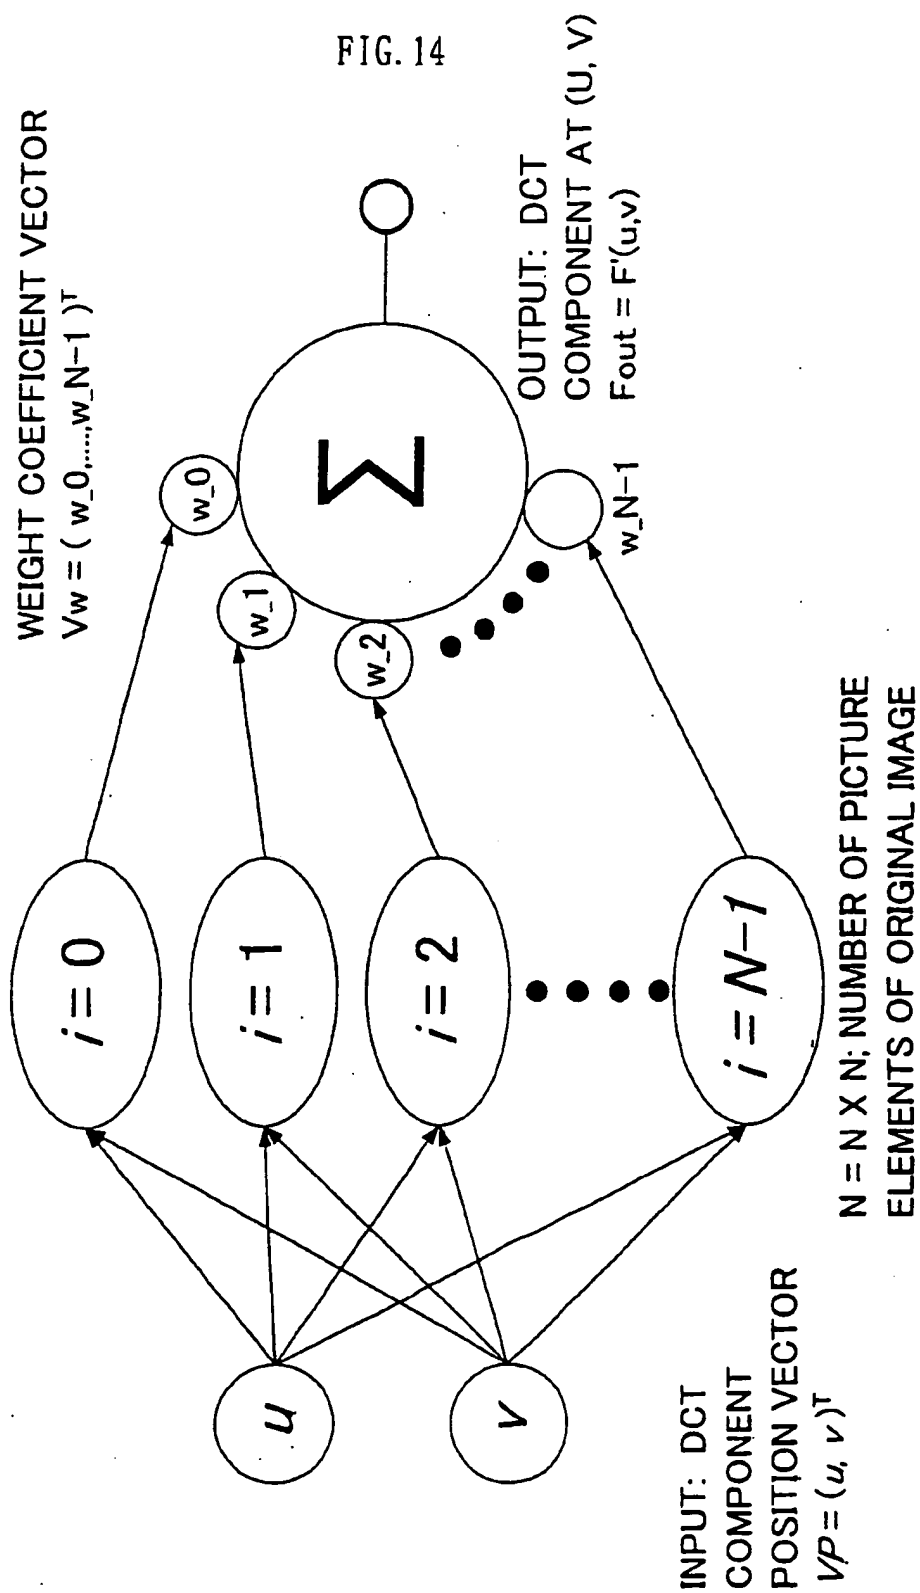 FIG. 14
WEIGHT COEFFICIENT VECTOR
Vw = ( w_0,....,w_N-1 )T
i = 0
i = 1
i = 2
i = N-1
w_0
w_1
w_2
w_N-1
Σ
u
v
INPUT: DCT
COMPONENT
POSITION VECTOR
VP = (u, v)T
N = N X N; NUMBER OF PICTURE
ELEMENTS OF ORIGINAL IMAGE
OUTPUT: DCT
COMPONENT AT (U, V)
Fout = F'(u,v)